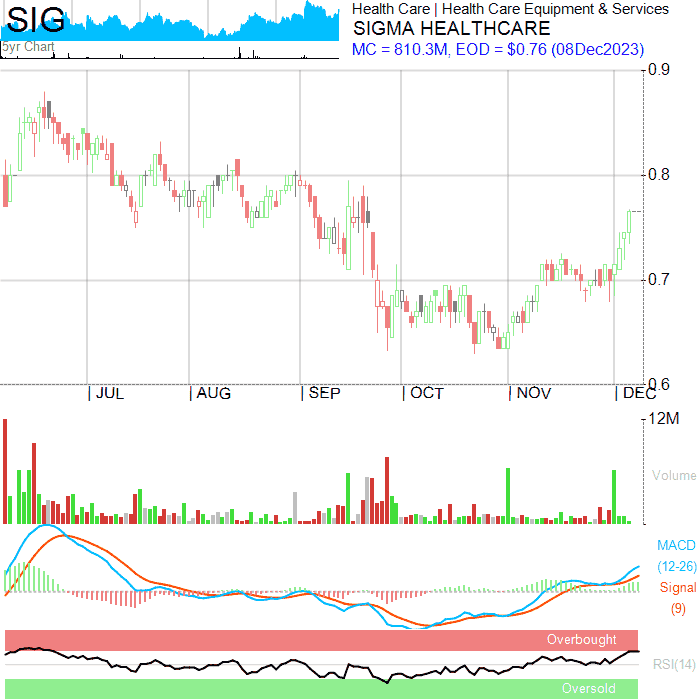 SIG
5yr Chart
Health Care | Health Care Equipment & Services
SIGMA HEALTHCARE
MC = 810.3M, EOD = $0.76 (08Dec2023)
0.9
0.8
0.7
0.6
JUL AUG SEP OCT NOV DEC
12M
Volume
MACD
(12-26)
Signal
(9)
Overbought
RSI(14)
Oversold